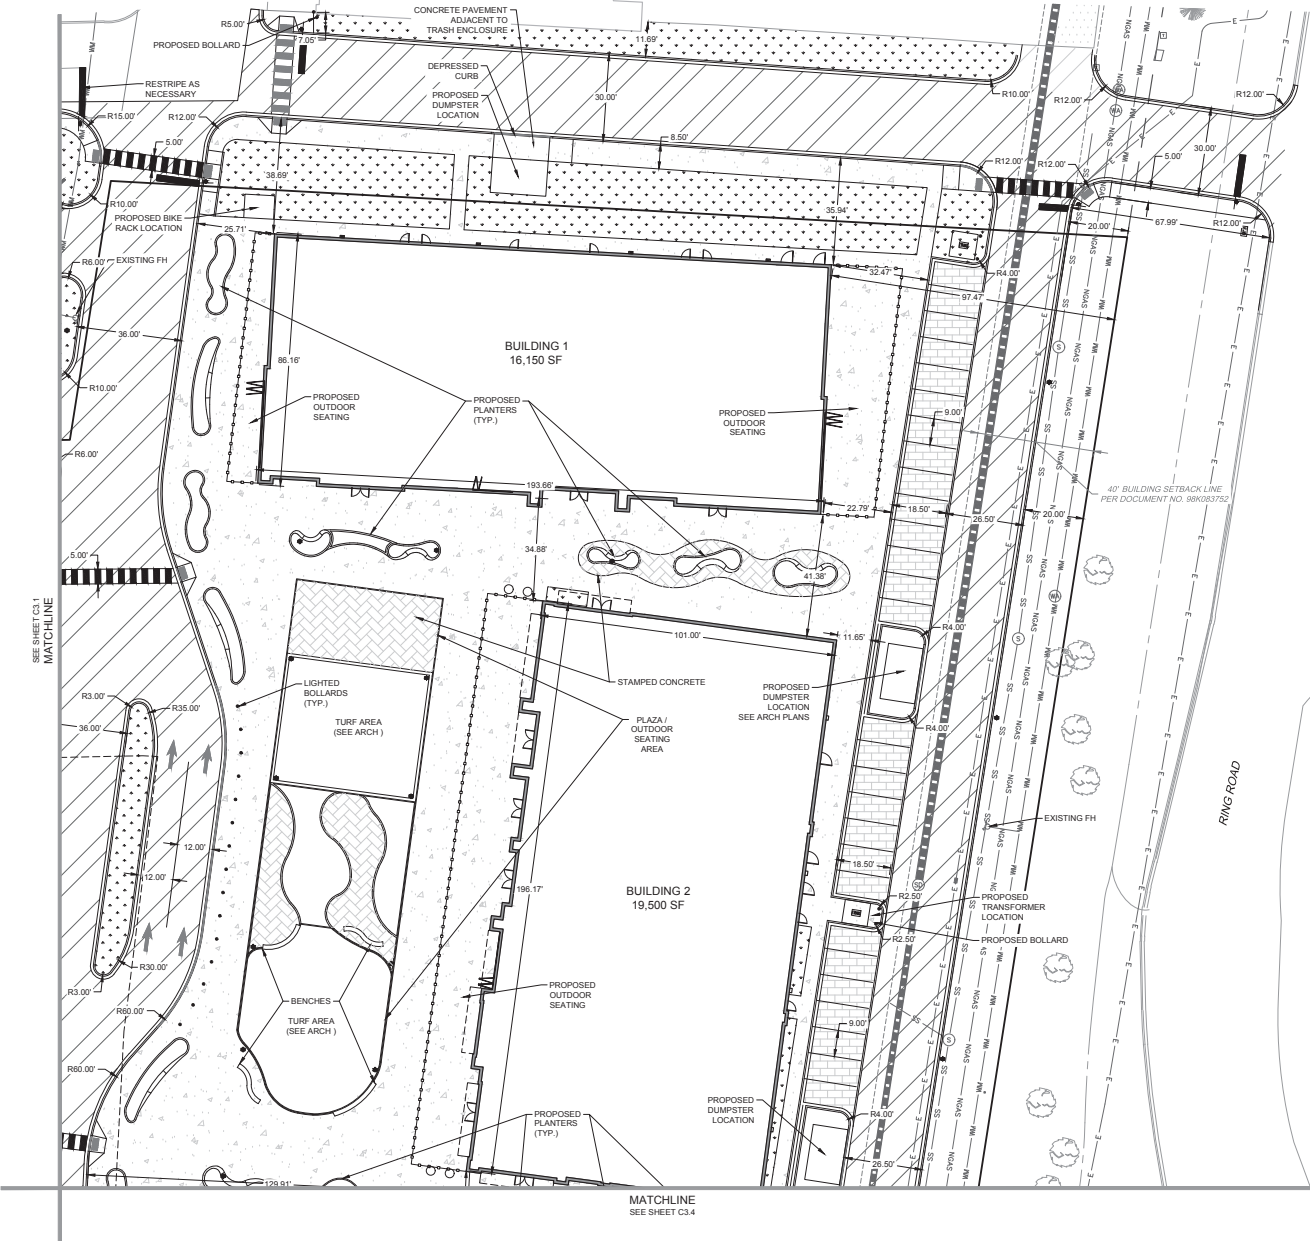 CONCRETE PAVEMENT
ADJACENT TO
TRASH ENCLOSURE
R5.00'
7.05'
11.69'
PROPOSED BOLLARD
DEPRESSED
CURB
RESTRIPE AS
NECESSARY
PROPOSED
DUMPSTER
LOCATION
30.00'
R10.00'
R12.00'
R12.00'
R15.00'
R12.00'
5.00'
8.50'
30.00'
R12.00'
R12.00'
5.00'
38.69'
35.94'
R10.00'
PROPOSED BIKE
RACK LOCATION
25.71'
20.00'
67.99'
R12.00'
R6.00'
EXISTING FH
32.47'
R4.00'
97.47'
36.00'
86.16'
BUILDING 1
16,150 SF
R10.00'
PROPOSED
OUTDOOR
SEATING
PROPOSED
PLANTERS
(TYP.)
PROPOSED
OUTDOOR
SEATING
9.00'
R6.00'
193.66'
40' BUILDING SETBACK LINE
PER DOCUMENT NO. 98K083752
22.79'
18.50'
26.50'
20.00'
5.00'
34.88'
41.38'
SEE SHEET C3.1
MATCHLINE
101.00'
11.65'
R4.00'
STAMPED CONCRETE
LIGHTED
BOLLARDS
(TYP.)
PROPOSED
DUMPSTER
LOCATION
SEE ARCH PLANS
R3.00'
R35.00'
36.00'
TURF AREA
(SEE ARCH )
PLAZA /
OUTDOOR
SEATING
AREA
R4.00'
RING ROAD
EXISTING FH
12.00'
12.00'
18.50'
196.17'
BUILDING 2
19,500 SF
R2.50'
PROPOSED
TRANSFORMER
LOCATION
R2.50'
PROPOSED BOLLARD
R30.00'
R3.00'
R60.00'
BENCHES
TURF AREA
(SEE ARCH )
PROPOSED
OUTDOOR
SEATING
9.00'
R60.00'
PROPOSED
DUMPSTER
LOCATION
PROPOSED
PLANTERS
(TYP.)
R4.00'
26.50'
129.91'
MATCHLINE
SEE SHEET C3.4